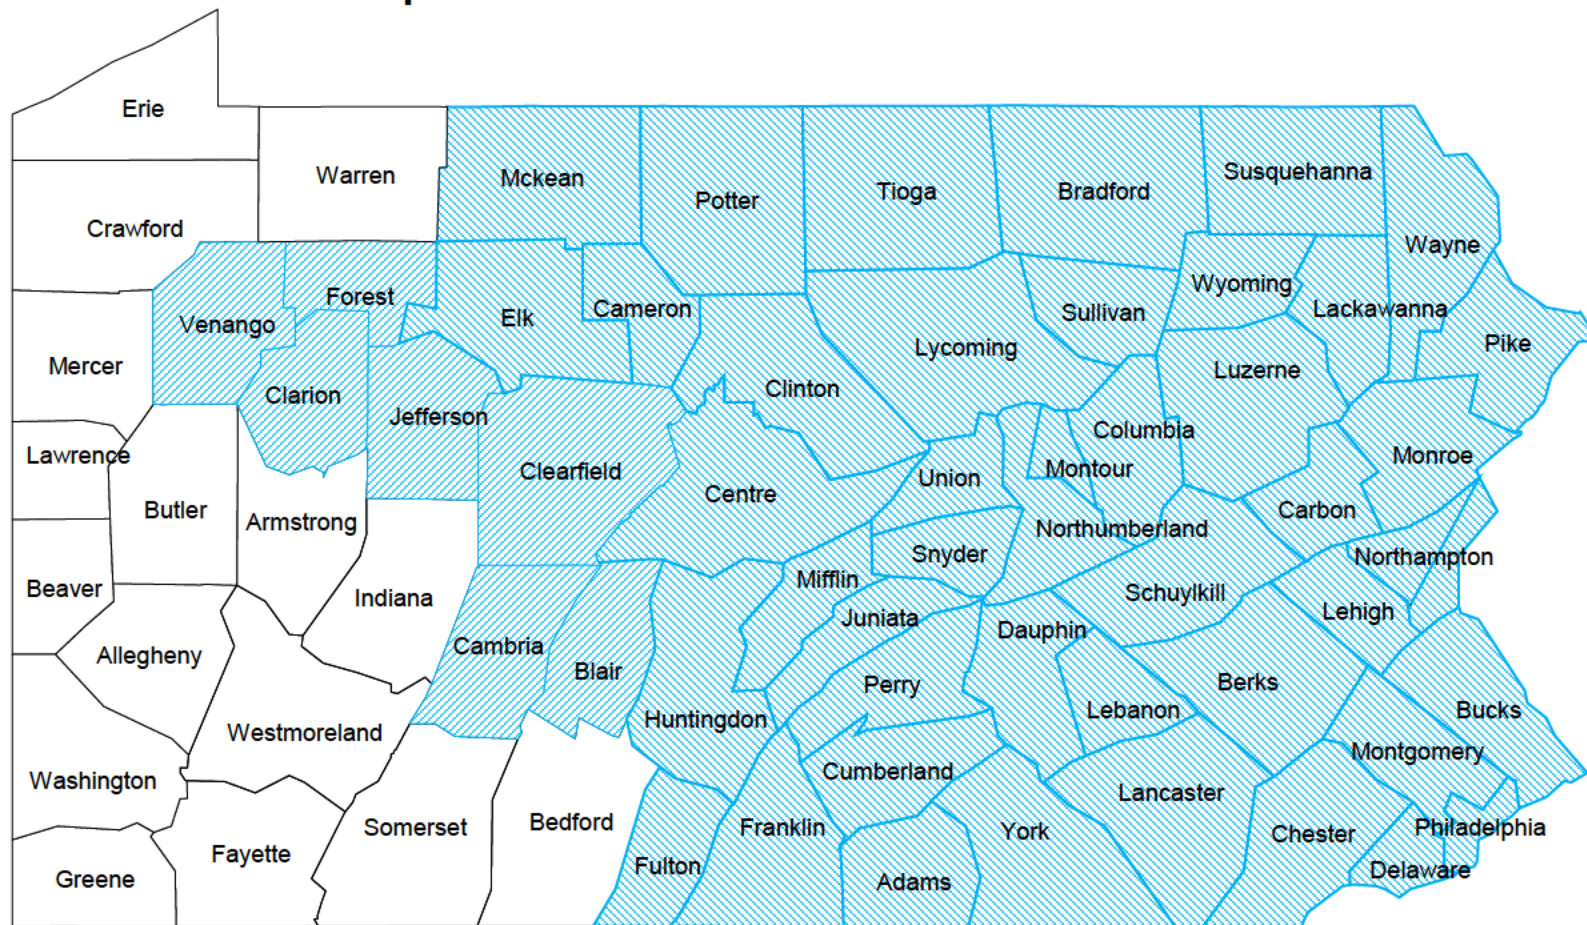 Erie
Warren
Mckean
Potter
Tioga
Bradford
Susquehanna
Crawford
Wayne
Venango
Forest
Elk
Cameron
Sullivan
Wyoming
Lackawanna
Mercer
Clarion
Jefferson
Clinton
Lycoming
Luzerne
Pike
Lawrence
Butler
Armstrong
Clearfield
Centre
Union
Montour
Columbia
Monroe
Beaver
Indiana
Mifflin
Snyder
Northumberland
Carbon
Northampton
Allegheny
Cambria
Blair
Juniata
Dauphin
Schuylkill
Lehigh
Westmoreland
Huntingdon
Perry
Lebanon
Berks
Bucks
Washington
Cumberland
Lancaster
Montgomery
Greene
Fayette
Somerset
Bedford
Fulton
Franklin
Adams
York
Chester
Philadelphia
Delaware